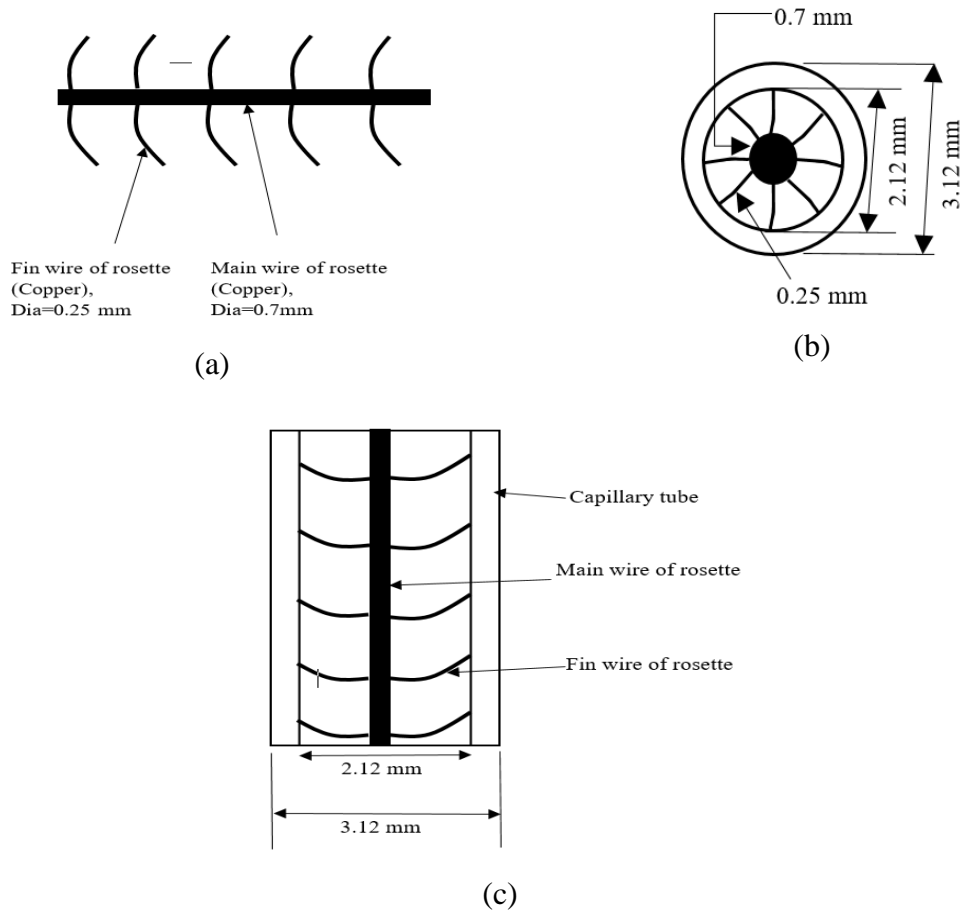 Fin wire of rosette
(Copper),
Dia=0.25 mm
Main wire of rosette
(Copper),
Dia=0.7mm
(a)
0.7 mm
2.12 mm
3.12 mm
0.25 mm
(b)
Capillary tube
Main wire of rosette
Fin wire of rosette
2.12 mm
3.12 mm
(c)